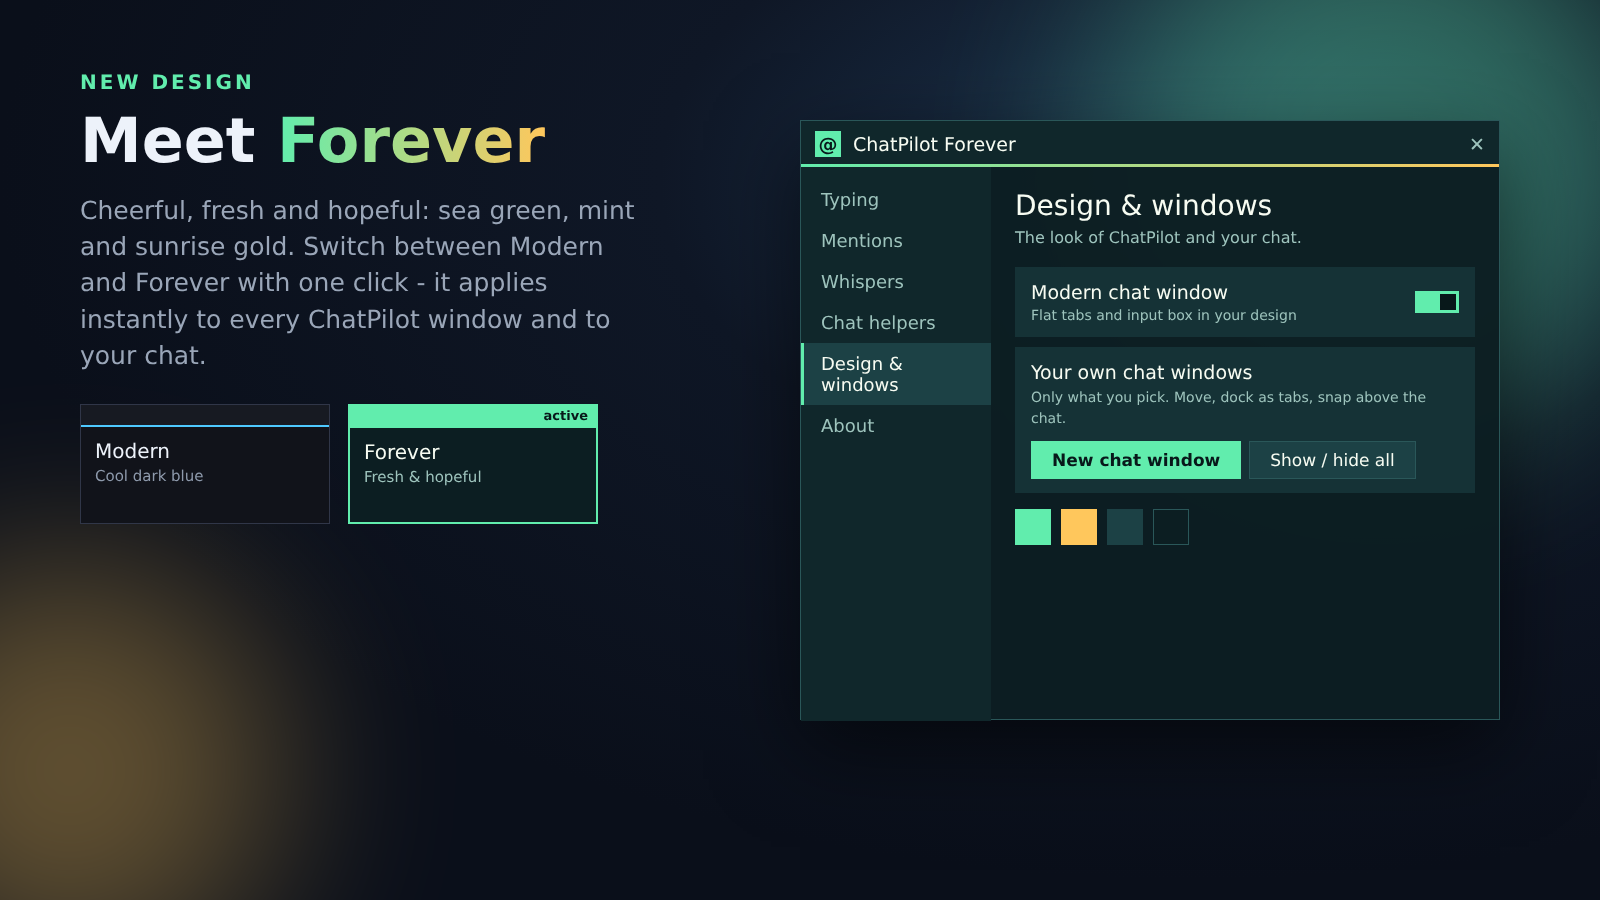 NEW DESIGN
Meet Forever
Cheerful, fresh and hopeful: sea green, mint
and sunrise gold. Switch between Modern
and Forever with one click - it applies
instantly to every ChatPilot window and to
your chat.
Modern
Cool dark blue
active
Forever
Fresh & hopeful
@ ChatPilot Forever ✕
Typing
Mentions
Whispers
Chat helpers
Design &
windows
About
Design & windows
The look of ChatPilot and your chat.
Modern chat window
Flat tabs and input box in your design
Your own chat windows
Only what you pick. Move, dock as tabs, snap above the
chat.
New chat window
Show / hide all